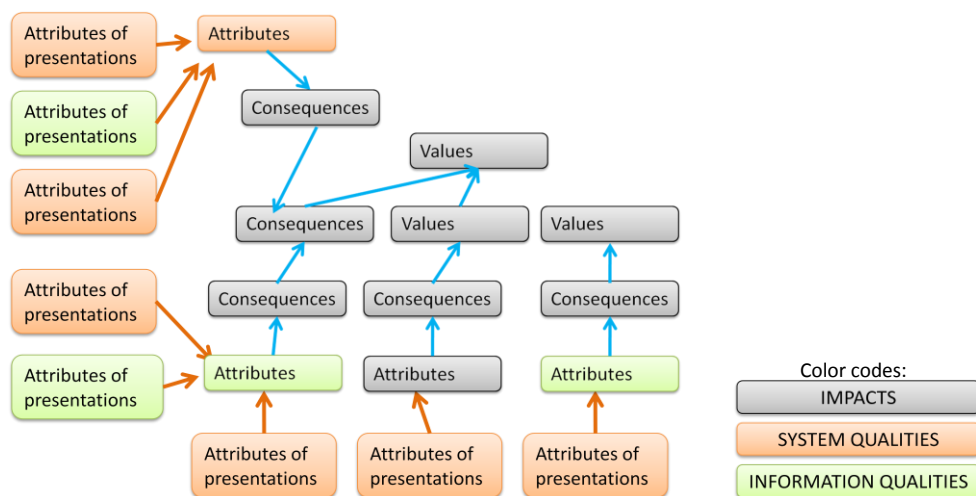 Attributes of
presentations
Attributes
Attributes of
presentations
Consequences
Attributes of
presentations
Values
Consequences
Values
Values
Attributes of
presentations
Consequences
Consequences
Consequences
Attributes of
presentations
Attributes
Attributes
Attributes
Attributes of
presentations
Attributes of
presentations
Attributes of
presentations
Color codes:
IMPACTS
SYSTEM QUALITIES
INFORMATION QUALITIES